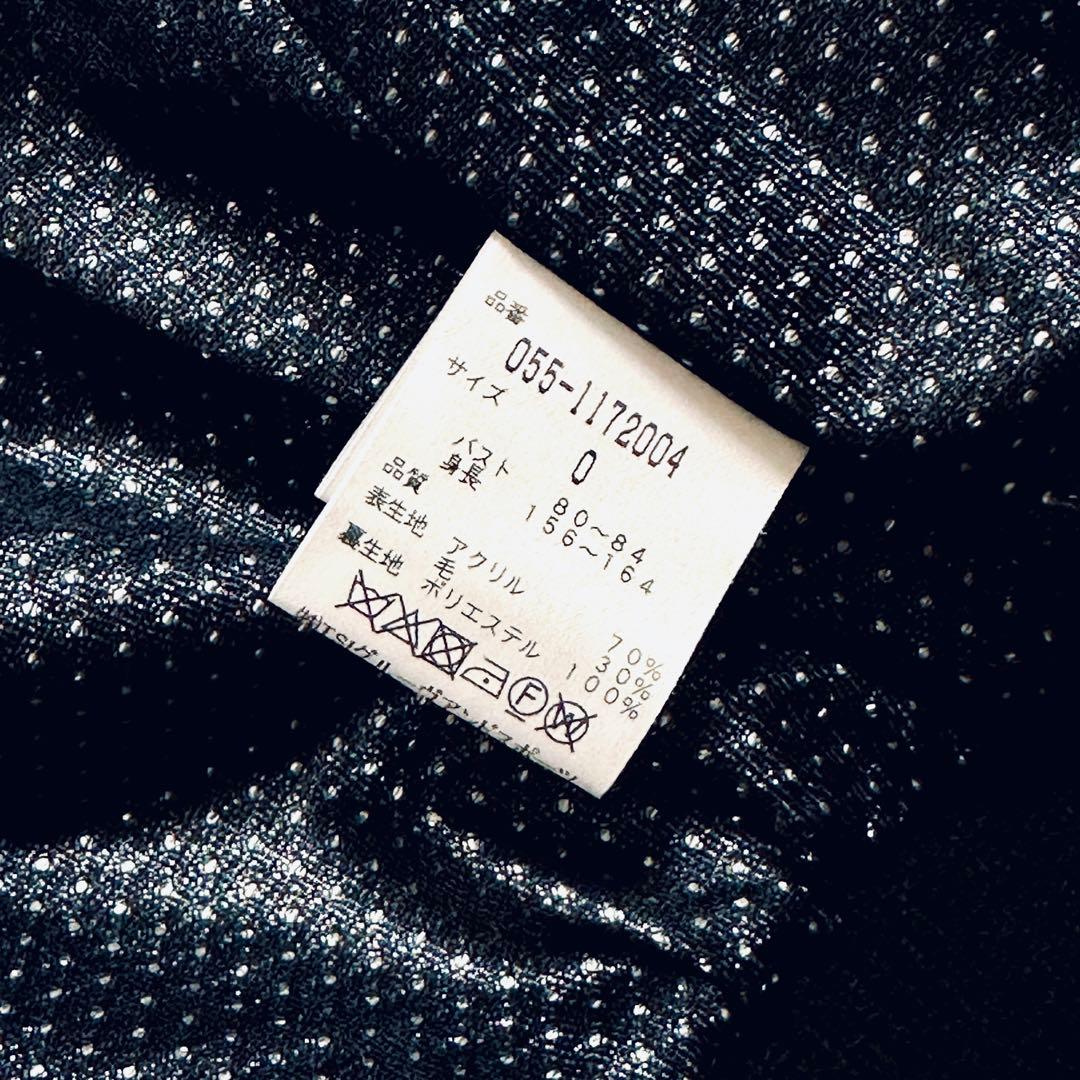 品番
055-1172004
サイズ 0
バスト 80~84
身長 156~164
品質
表生地 アクリル 70%
毛 30%
裏生地 ポリエステル 100%
F
W